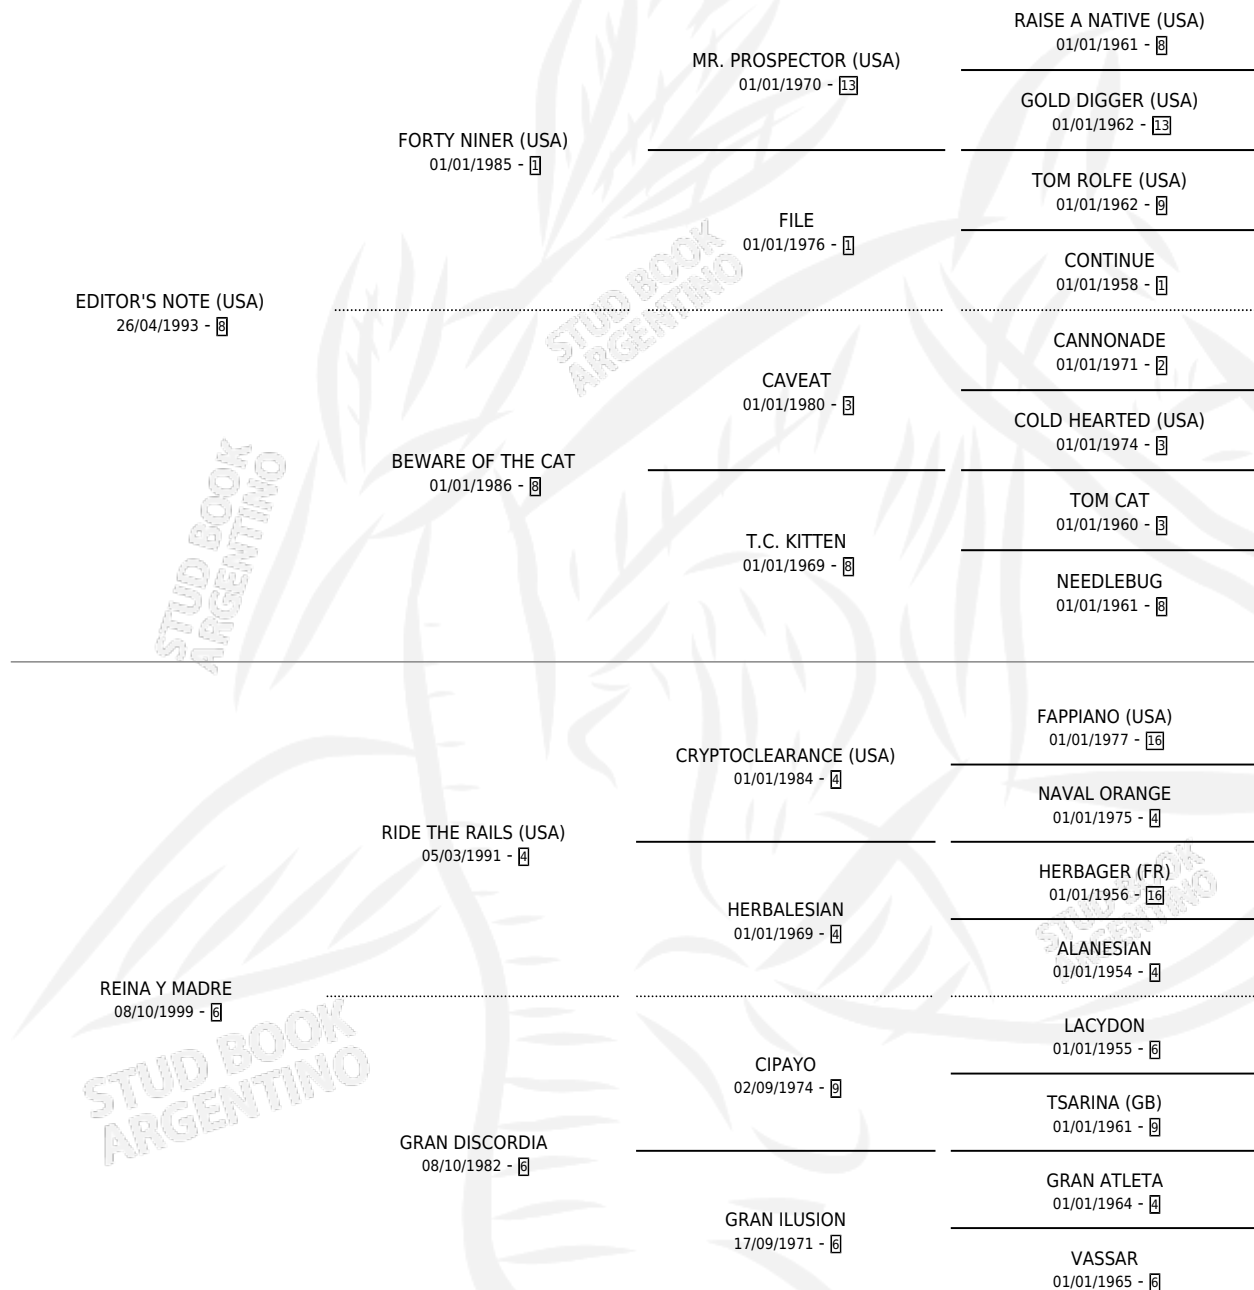 RAISE A NATIVE (USA)
01/01/1961 - 8
MR. PROSPECTOR (USA)
01/01/1970 - 13
GOLD DIGGER (USA)
01/01/1962 - 13
FORTY NINER (USA)
01/01/1985 - 1
TOM ROLFE (USA)
01/01/1962 - 9
FILE
01/01/1976 - 1
CONTINUE
01/01/1958 - 1
EDITOR'S NOTE (USA)
26/04/1993 - 8
CANNONADE
01/01/1971 - 2
CAVEAT
01/01/1980 - 3
COLD HEARTED (USA)
01/01/1974 - 3
BEWARE OF THE CAT
01/01/1986 - 8
TOM CAT
01/01/1960 - 3
T.C. KITTEN
01/01/1969 - 8
NEEDLEBUG
01/01/1961 - 8
FAPPIANO (USA)
01/01/1977 - 16
CRYPTOCLEARANCE (USA)
01/01/1984 - 4
NAVAL ORANGE
01/01/1975 - 4
RIDE THE RAILS (USA)
05/03/1991 - 4
HERBAGER (FR)
01/01/1956 - 16
HERBALESIAN
01/01/1969 - 4
ALANESIAN
01/01/1954 - 4
REINA Y MADRE
08/10/1999 - 6
LACYDON
01/01/1955 - 6
CIPAYO
02/09/1974 - 9
TSARINA (GB)
01/01/1961 - 9
GRAN DISCORDIA
08/10/1982 - 6
GRAN ATLETA
01/01/1964 - 4
GRAN ILUSION
17/09/1971 - 6
VASSAR
01/01/1965 - 6
STUD BOOK
ARGENTINO
STUD BOOK
ARGENTINO
STUD BOOK
ARGENTINO
STUD BOOK
ARGENTINO